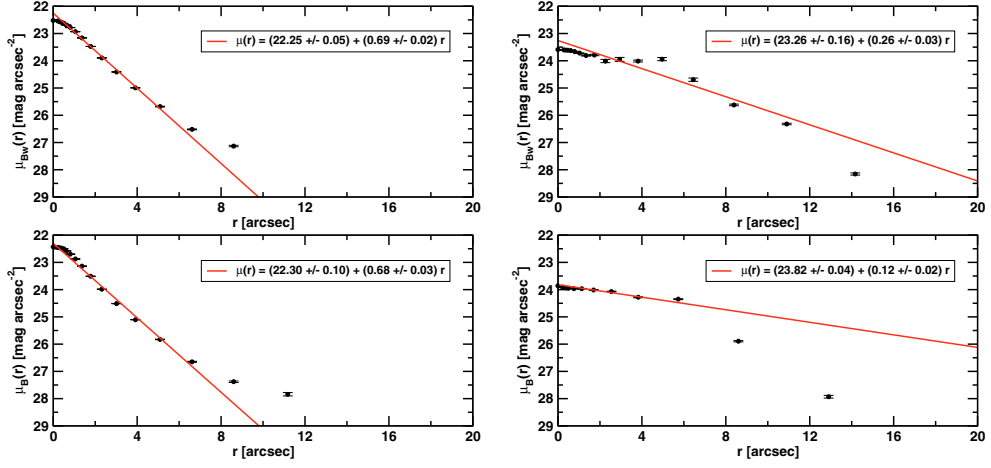 22
23
24
25
26
27
28
29
μBw(r) [mag arcsec-2]
μ(r) = (22.25 +/- 0.05) + (0.69 +/- 0.02) r
0 4 8 12 16 20
r [arcsec]
22
23
24
25
26
27
28
29
μBw(r) [mag arcsec-2]
μ(r) = (23.26 +/- 0.16) + (0.26 +/- 0.03) r
0 4 8 12 16 20
r [arcsec]
22
23
24
25
26
27
28
29
μB(r) [mag arcsec-2]
μ(r) = (22.30 +/- 0.10) + (0.68 +/- 0.03) r
0 4 8 12 16 20
r [arcsec]
22
23
24
25
26
27
28
29
μB(r) [mag arcsec-2]
μ(r) = (23.82 +/- 0.04) + (0.12 +/- 0.02) r
0 4 8 12 16 20
r [arcsec]